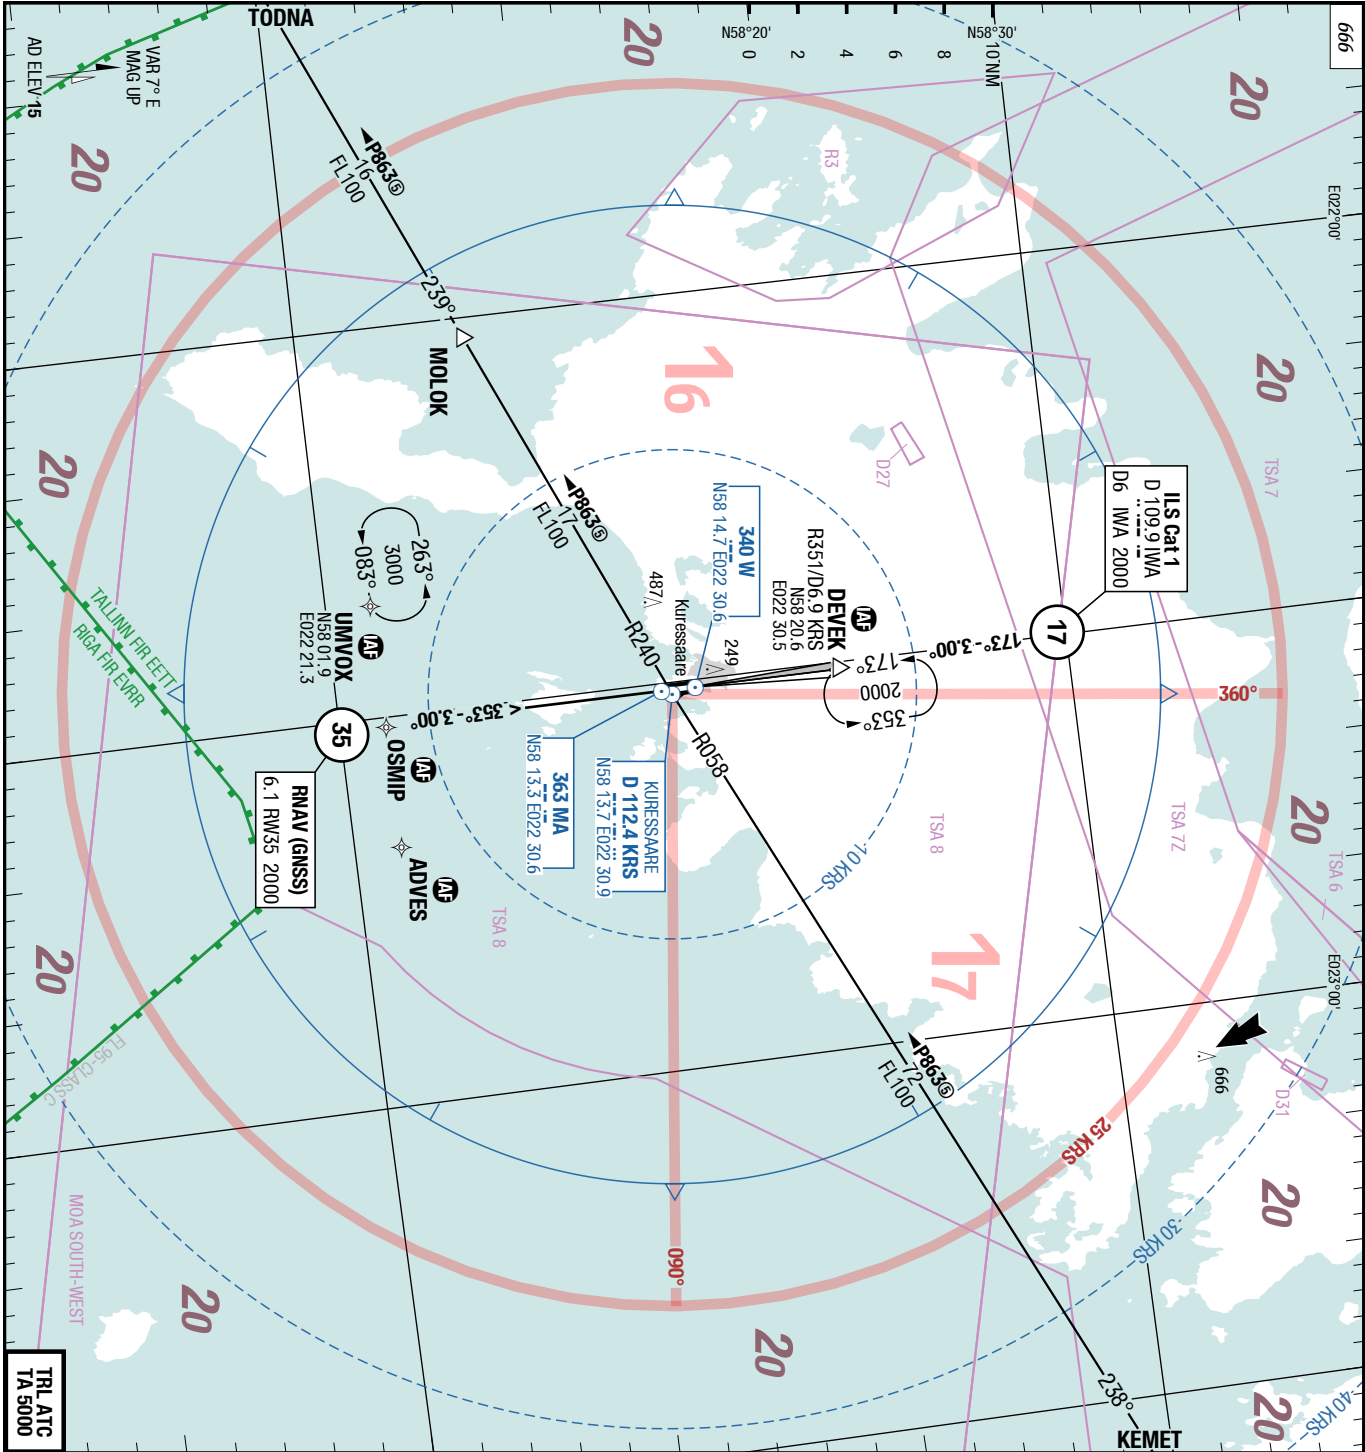 TODNA
666
N58°20'
N58°30'
0
2
4
6
8
10 NM
VAR 7° E
MAG UP
AD ELEV 15
20
20
20
P863⑤
16
FL100
R3
E022°00'
239°
MOLOK
16
20
20
D27
TSA 7
ILS Cat 1
D 109.9 IWA
D6 IWA 2000
P863⑤
17
FL100
340 W
N58 14.7 E022 30.6
263°
3000
083°
TALLINN FIR EETT
RIGA FIR EVRR
IAF
UMVOX
N58 01.9
E022 21.3
487
Kuressaare
249
R351/D6.9 KRS
IAF
DEVEK
N58 20.6
E022 30.5
17
173°-3.00°
173°
2000
353°
R240
R058
360°
353°-3.00°
35
IAF
OSMIP
RNAV (GNSS)
6.1 RW35 2000
363 MA
N58 13.3 E022 30.6
KURESSAARE
D 112.4 KRS
N58 13.7 E022 30.9
TSA 8
TSA 7Z
20
TSA 6
10 KRS
IAF
ADVES
TSA 8
20
17
E023°00'
FL95-CLASS C
P863⑤
72
FL100
666
D31
25 KRS
20
MOA SOUTH-WEST
30 KRS
090°
20
20
TRL ATC
TA 5000
238°
KEMET
20
40 KRS